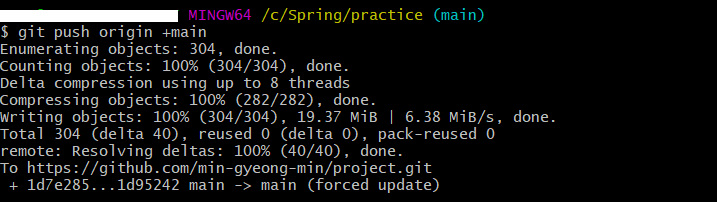 MINGW64 /c/Spring/practice (main)
$ git push origin +main
Enumerating objects: 304, done.
Counting objects: 100% (304/304), done.
Delta compression using up to 8 threads
Compressing objects: 100% (282/282), done.
Writing objects: 100% (304/304), 19.37 MiB | 6.38 MiB/s, done.
Total 304 (delta 40), reused 0 (delta 0), pack-reused 0
remote: Resolving deltas: 100% (40/40), done.
To https://github.com/min-gyeong-min/project.git
 + 1d7e285...1d95242 main -> main (forced update)